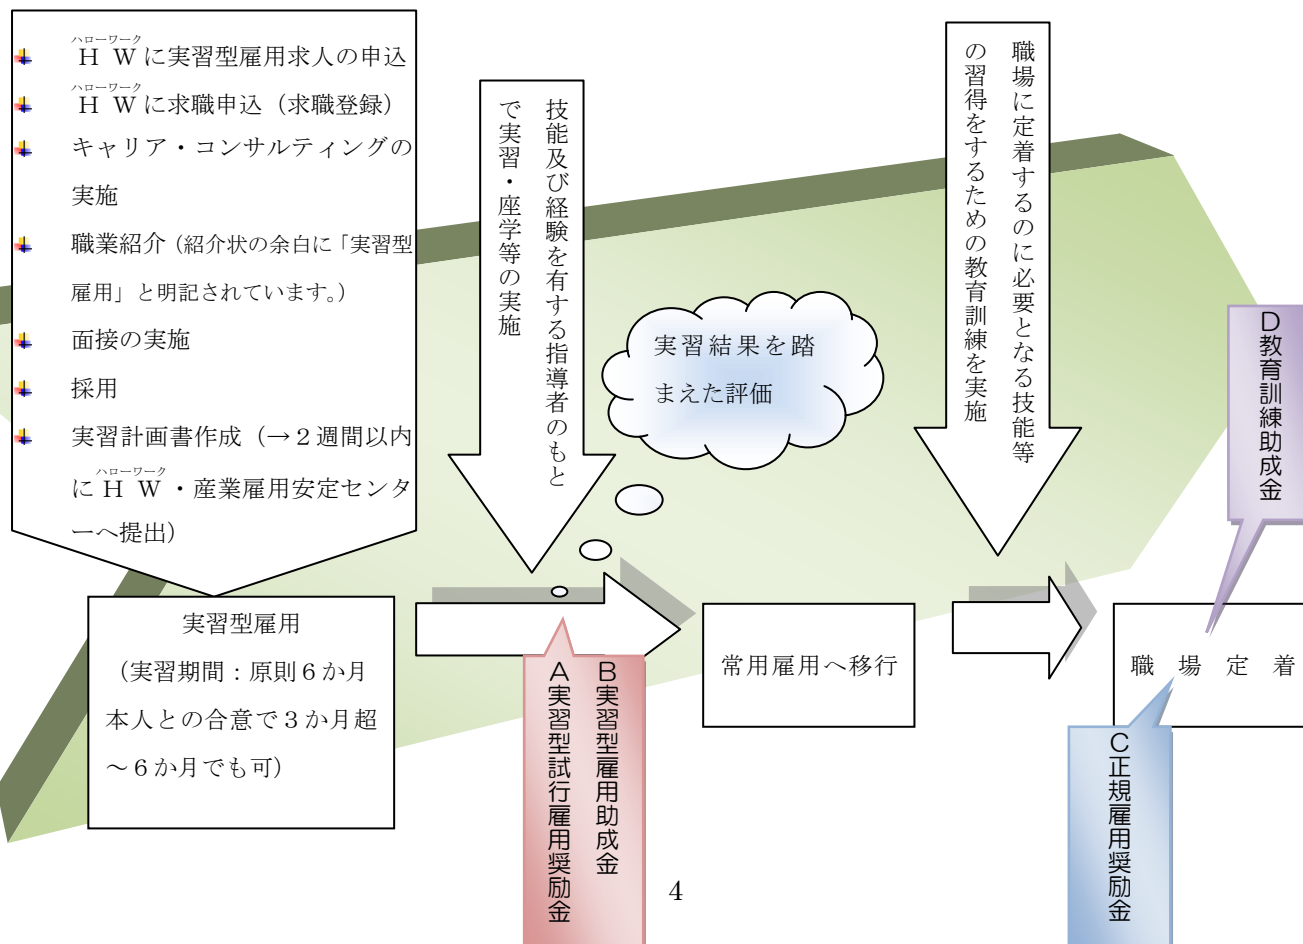 ＨＷに実習型雇用求人の申込
ハローワーク
ＨＷに求職申込（求職登録）
ハローワーク
キャリア・コンサルティングの
実施
職業紹介（紹介状の余白に「実習型
雇用」と明記されています。）
面接の実施
採用
実習計画書作成（→２週間以内
にＨＷ・産業雇用安定センタ
ハローワーク
ーへ提出）
技能及び経験を有する指導者のもと
で実習・座学等の実施
実習結果を踏
まえた評価
職場に定着するのに必要となる技能等
の習得をするための教育訓練を実施
Ｄ教育訓練助成金
実習型雇用
（実習期間：原則６か月
本人との合意で３か月超
～６か月でも可）
Ｂ実習型雇用助成金
Ａ実習型試行雇用奨励金
常用雇用へ移行
職場定着
Ｃ正規雇用奨励金
4